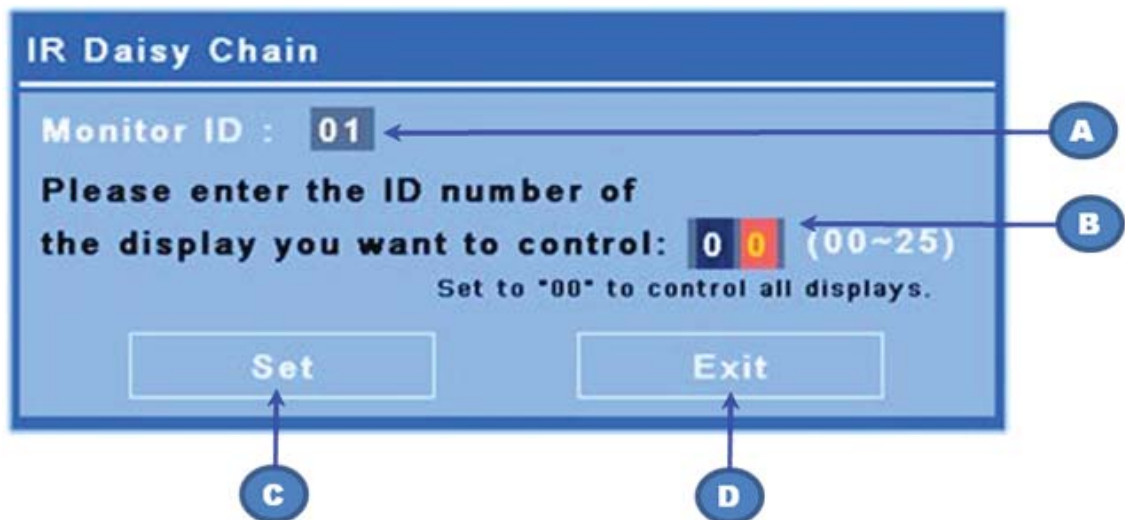 IR Daisy Chain
Monitor ID : 01 A
Please enter the ID number of
the display you want to control: 0 0 (00~25) B
Set to "00" to control all displays.
Set Exit
C D